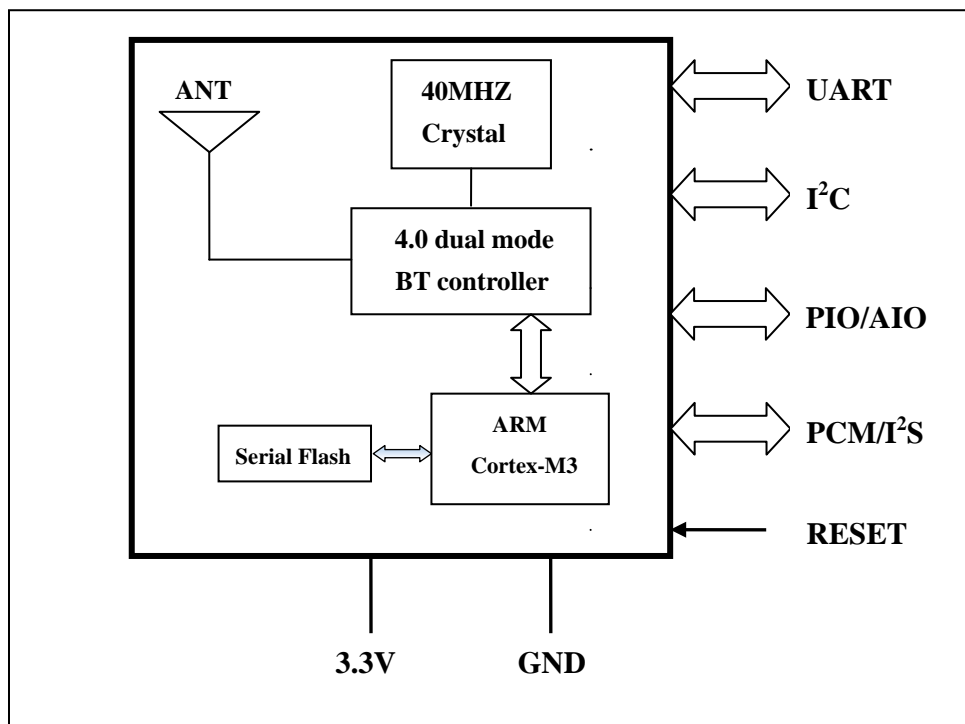 ANT
40MHZ
Crystal
4.0 dual mode
BT controller
ARM
Cortex-M3
Serial Flash
UART
I²C
PIO/AIO
PCM/I²S
RESET
3.3V
GND